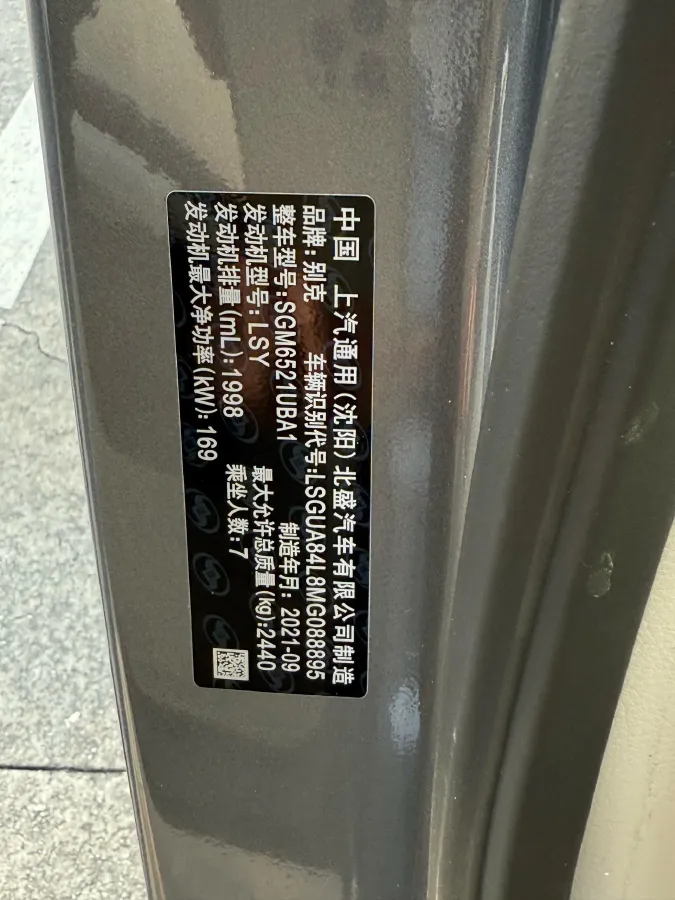 中国 上汽通用(沈阳)北盛汽车有限公司制造
品牌:别克 车辆识别代号:LSGUA84L8MG088895
整车型号:SGM6521UBA1 制造年月: 2021-09
发动机型号:LSY 最大允许总质量(kg):2440
发动机排量(mL):1998 乘坐人数:7
发动机最大净功率(kW): 169